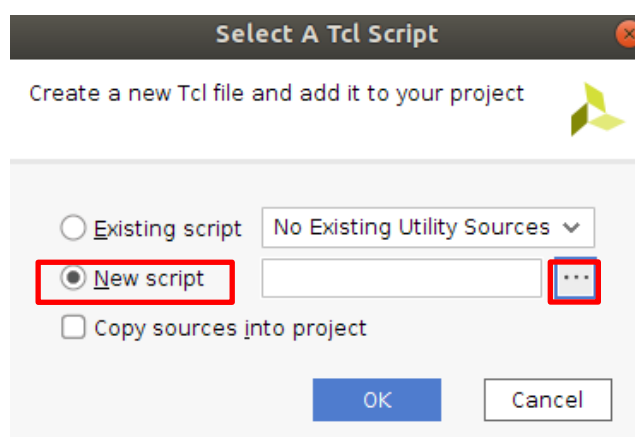 Select A Tcl Script
Create a new Tcl file and add it to your project
Existing script No Existing Utility Sources
New script ...
Copy sources into project
OK Cancel